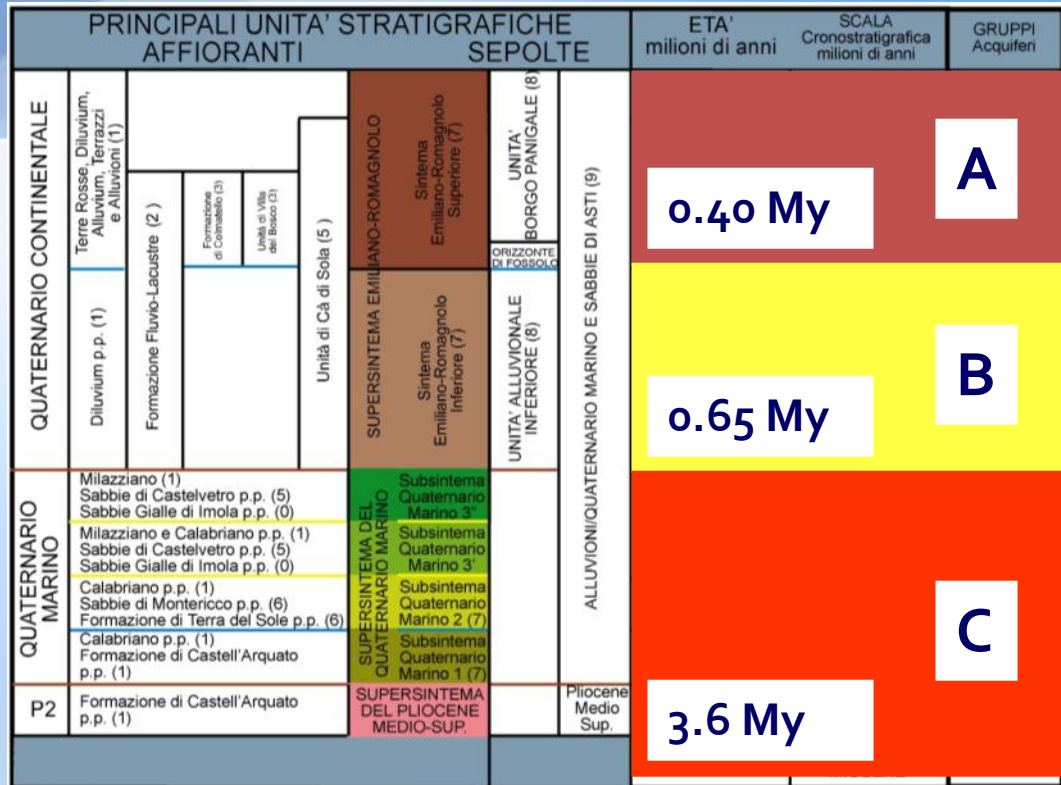 PRINCIPALI UNITA' STRATIGRAFICHE
AFFIORANTI
SEPOLTE
ETA'
milioni di anni
SCALA
Cronostratigrafica
milioni di anni
GRUPPI
Acquiferi
QUATERNARIO CONTINENTALE
Terre Rosse, Diluvium,
Alluvium, Terrazzi
e Alluvioni (1)
Diluvium p.p. (1)
Formazione Fluvio-Lacustre (2 )
Formazione
di Colmatello (3)
Unità di Villa
del Bosco (3)
Unità di Cà di Sola (5 )
SUPERSINTEMA EMILIANO-ROMAGNOLO
Sintema
Emiliano-Romagnolo
Superiore (7)
Sintema
Emiliano-Romagnolo
Inferiore (7)
UNITA'
BORGO PANIGALE (8)
ORIZZONTE
DI FOSSOLO
UNITA' ALLUVIONALE
INFERIORE (8)
ALLUVIONI/QUATERNARIO MARINO E SABBIE DI ASTI (9)
A
0.40 My
B
0.65 My
QUATERNARIO
MARINO
Milazziano (1)
Sabbie di Castelvetro p.p. (5)
Sabbie Gialle di Imola p.p. (0)
Milazziano e Calabriano p.p. (1)
Sabbie di Castelvetro p.p. (5)
Sabbie Gialle di Imola p.p. (0)
Calabriano p.p. (1)
Sabbie di Montericco p.p. (6)
Formazione di Terra del Sole p.p. (6)
Calabriano p.p. (1)
Formazione di Castell'Arquato
p.p. (1)
SUPERSINTEMA DEL
QUATERNARIO MARINO
Subsintema
Quaternario
Marino 3"
Subsintema
Quaternario
Marino 3'
Subsintema
Quaternario
Marino 2 (7)
Subsintema
Quaternario
Marino 1 (7)
C
3.6 My
P2
Formazione di Castell'Arquato
p.p. (1)
SUPERSINTEMA
DEL PLIOCENE
MEDIO-SUP.
Pliocene
Medio
Sup.